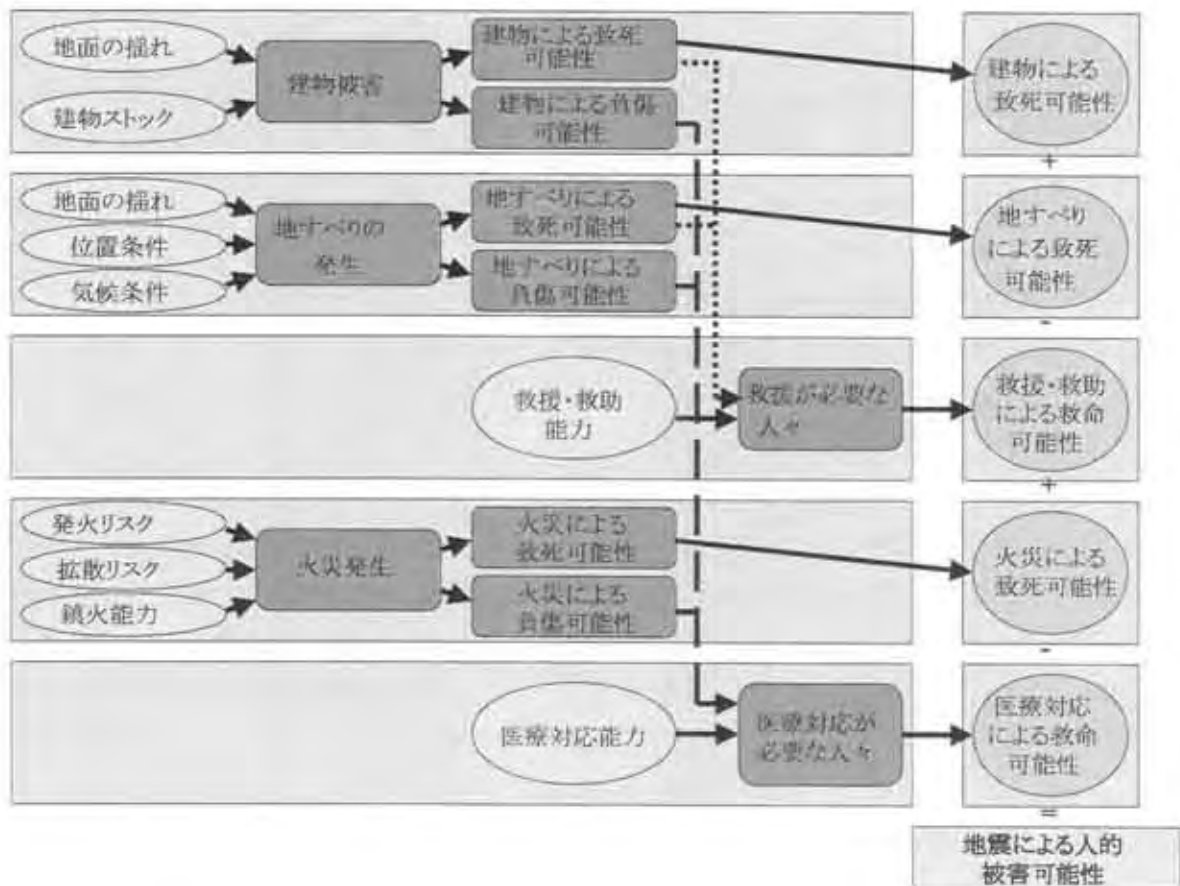 地面の揺れ
建物ストック
建物被害
建物による致死
可能性
建物による負傷
可能性
建物による
致死可能性
+
地面の揺れ
位置条件
気候条件
地すべりの
発生
地すべりによる
致死可能性
地すべりによる
負傷可能性
地すべり
による致死
可能性
-
救援・救助
能力
救援が必要な
人々
救援・救助
による救命
可能性
+
発火リスク
拡散リスク
鎮火能力
火災発生
火災による
致死可能性
火災による
負傷可能性
火災による
致死可能性
-
医療対応能力
医療対応が
必要な人々
医療対応
による救命
可能性
=
地震による人的
被害可能性